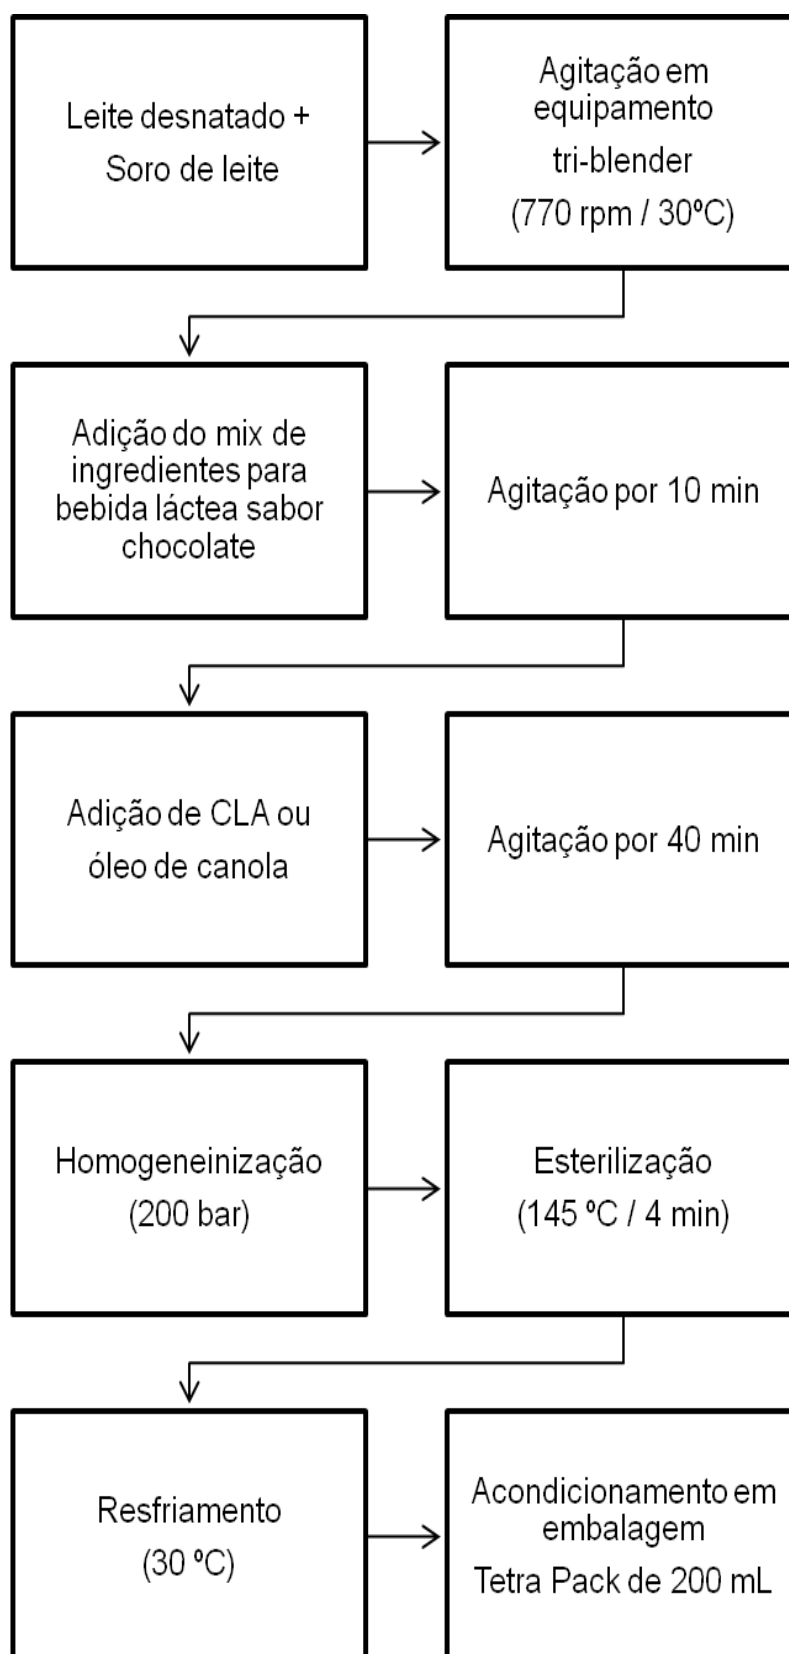 Leite desnatado +
Soro de leite
Agitação em
equipamento
tri-blender
(770 rpm / 30ºC)
Adição do mix de
ingredientes para
bebida láctea sabor
chocolate
Agitação por 10 min
Adição de CLA ou
óleo de canola
Agitação por 40 min
Homogeneinização
(200 bar)
Esterilização
(145 ºC / 4 min)
Resfriamento
(30 ºC)
Acondicionamento em
embalagem
Tetra Pack de 200 mL